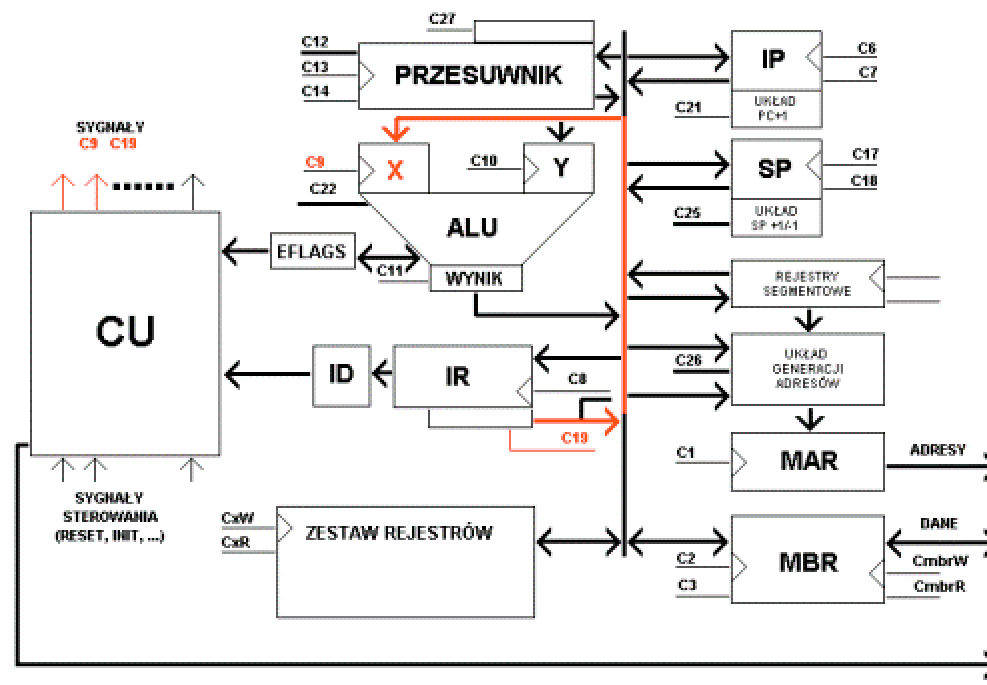 C27
C12
C13
C14
PRZESUWNIK
IP
C6
C7
C21
UKŁAD
PC+1
SYGNAŁY
C9 C19
C9
X
C10
Y
C22
ALU
SP
C17
C18
C25
UKŁAD
SP +1/-1
EFLAGS
C11
WYNIK
REJESTRY
SEGMENTOWE
CU
ID
IR
C8
C19
C26
UKŁAD
GENERACJI
ADRESÓW
C1
MAR
ADRESY
SYGNAŁY
STEROWANIA
(RESET, INIT, ...)
CxW
CxR
ZESTAW REJESTRÓW
C2
C3
MBR
DANE
CmbrW
CmbrR